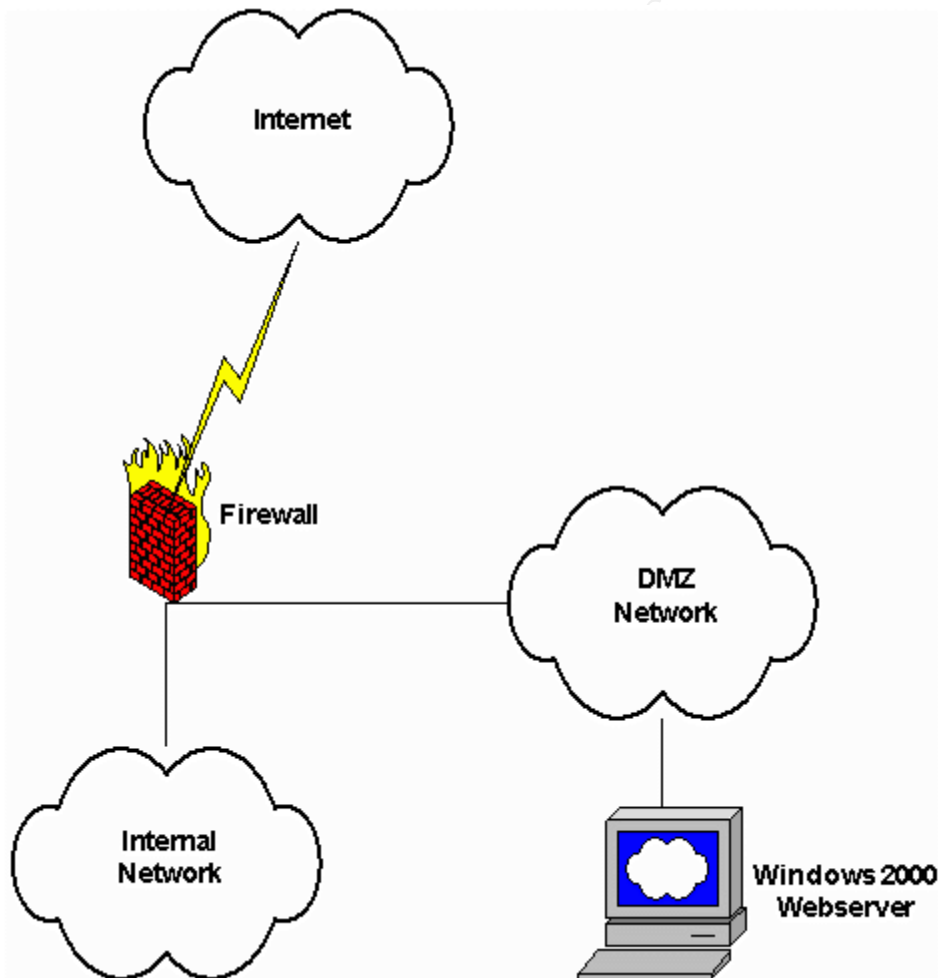 Internet
Firewall
DMZ
Network
Internal
Network
Windows 2000
Webserver